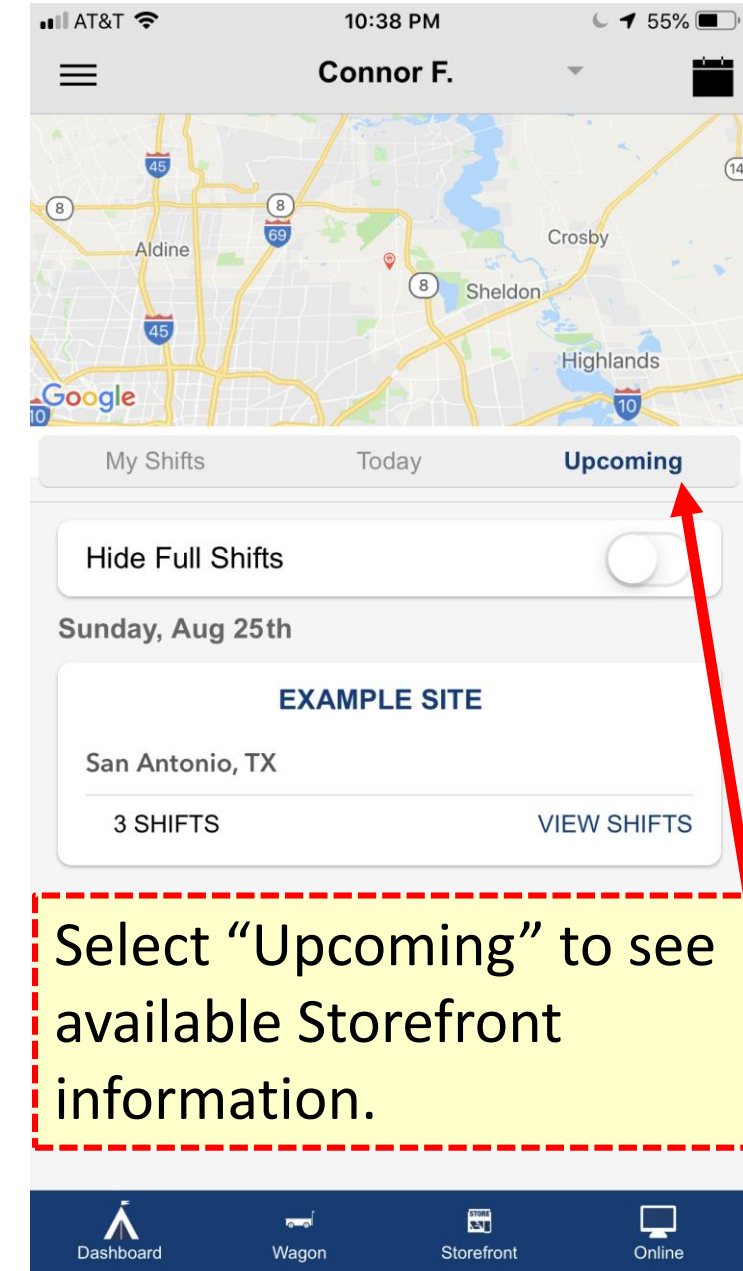 AT&T 10:38 PM 55%
Connor F.
45
14
8
8
69
Aldine
Crosby
8
Sheldon
45
Highlands
Google
10
10
My Shifts Today Upcoming
Hide Full Shifts
Sunday, Aug 25th
EXAMPLE SITE
San Antonio, TX
3 SHIFTS VIEW SHIFTS
Select “Upcoming” to see
available Storefront
information.
STORE
Dashboard Wagon Storefront Online